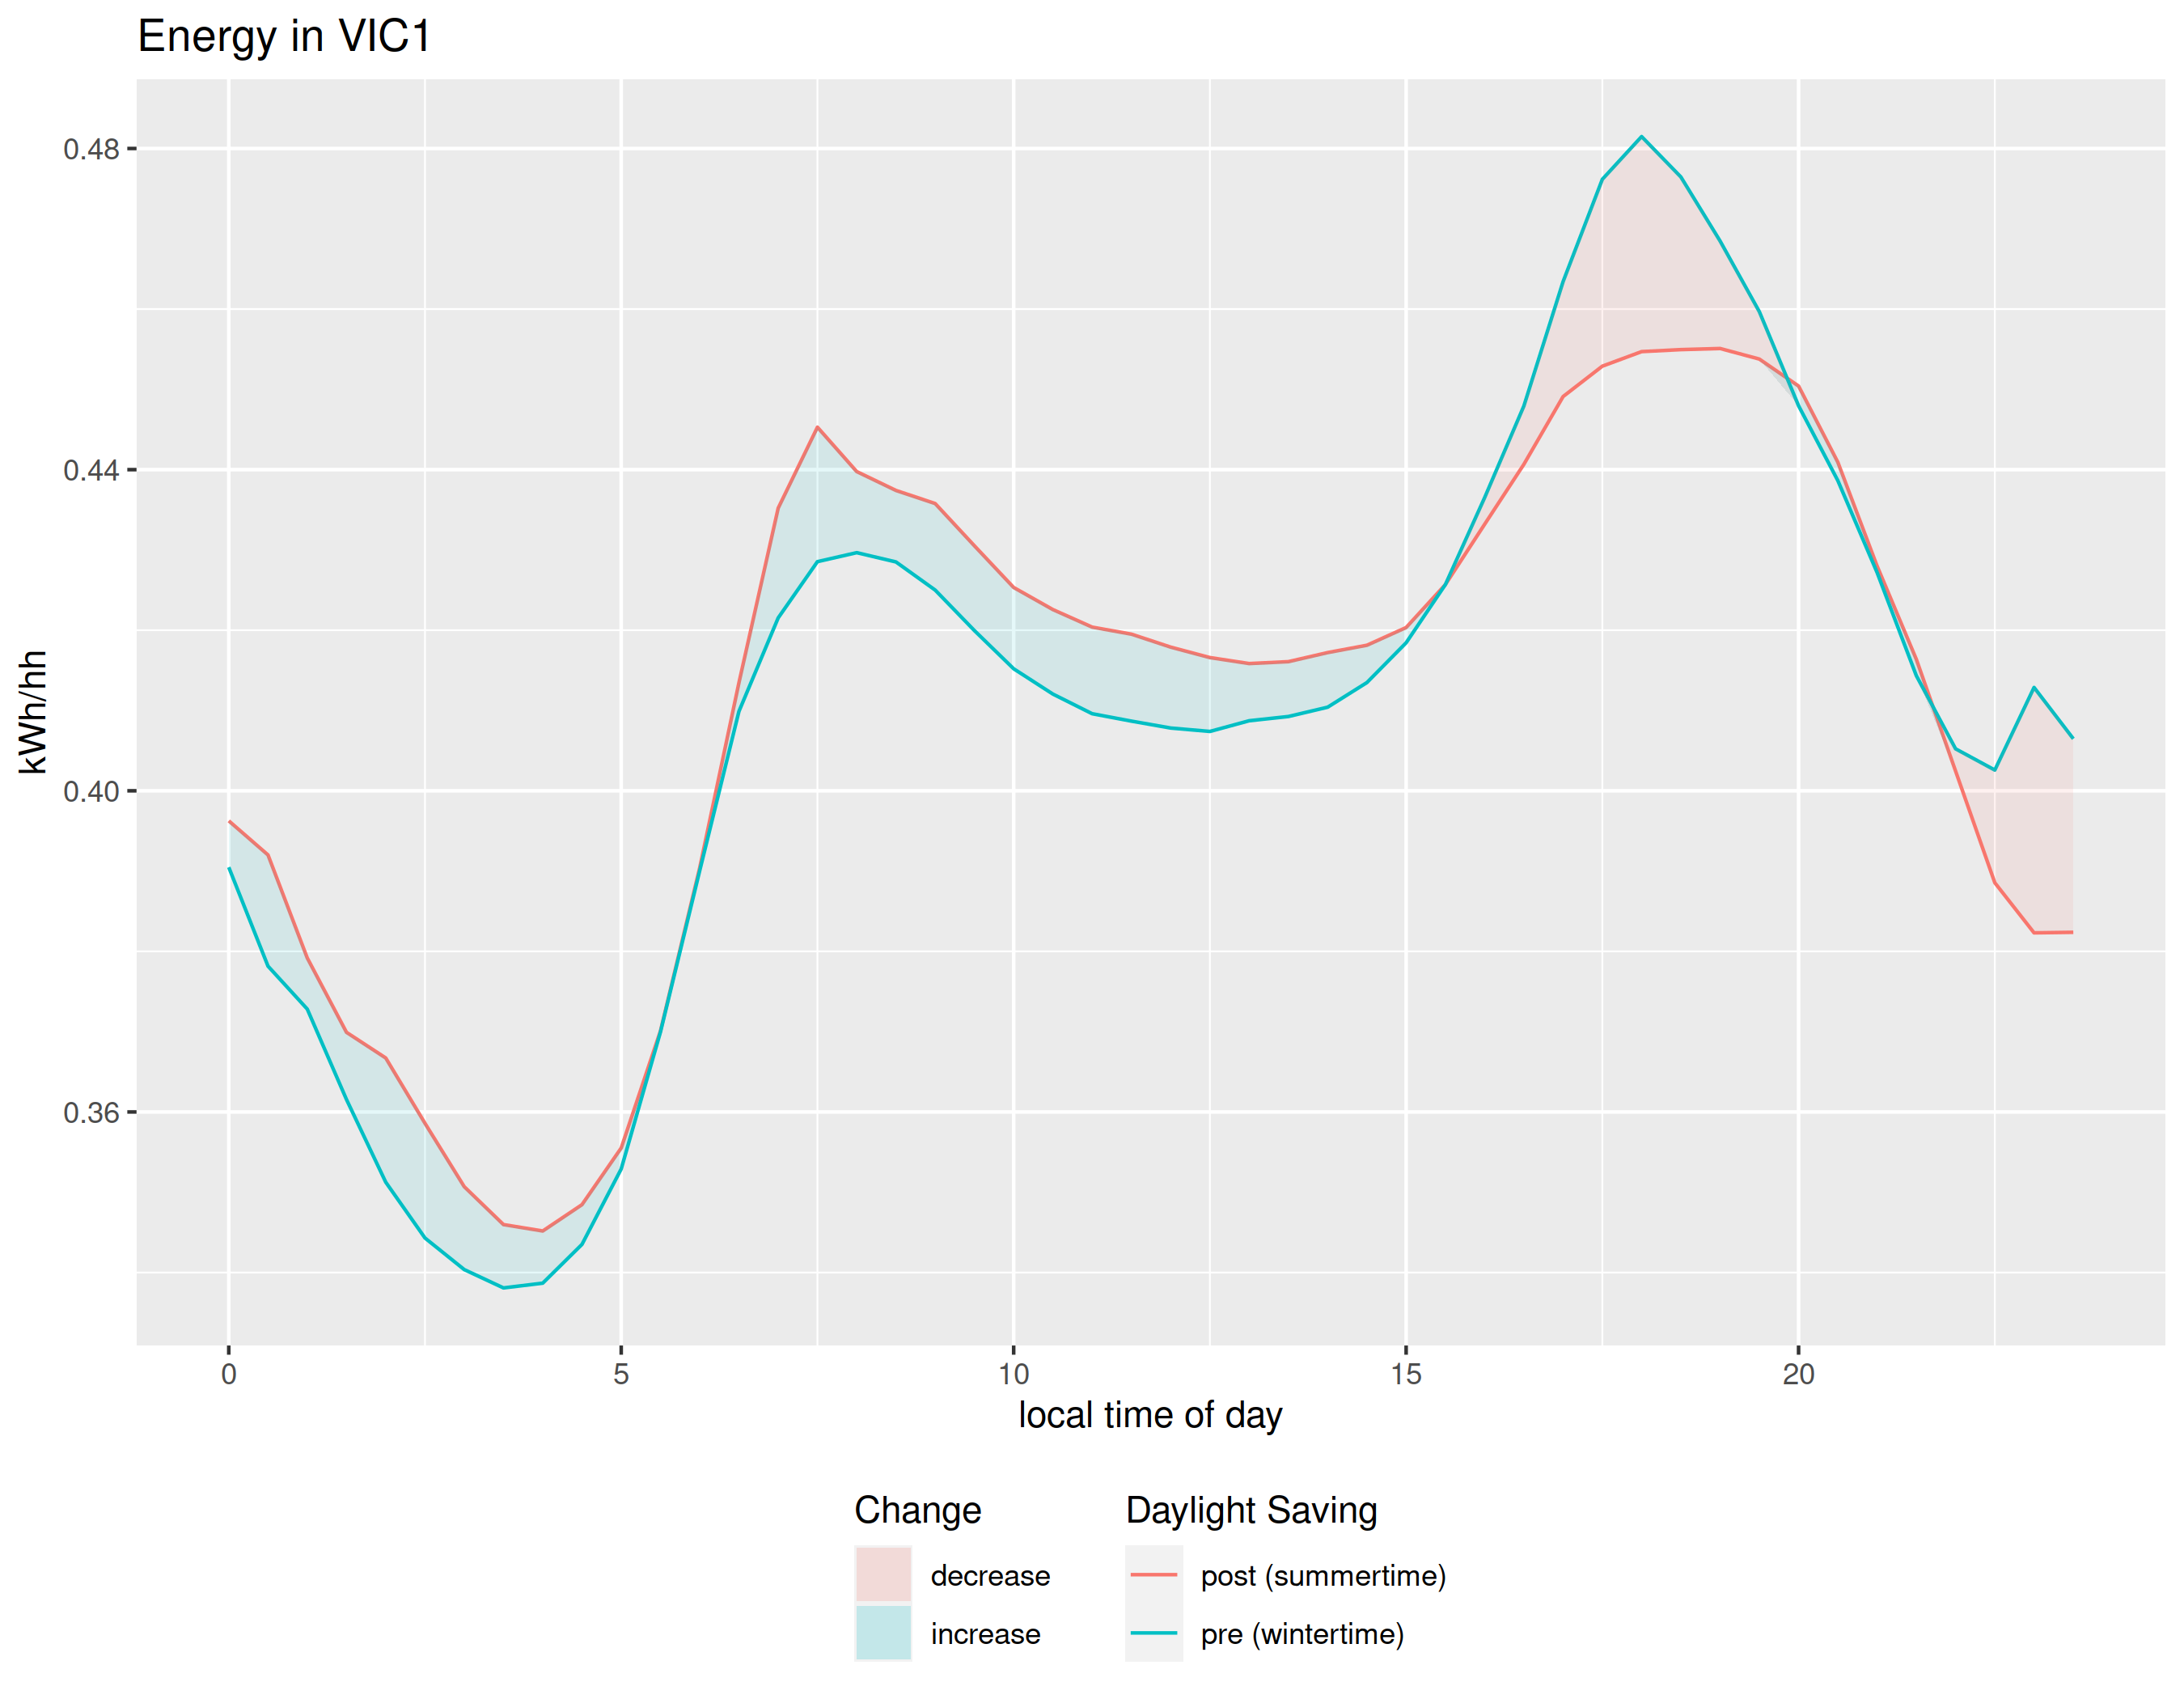 Energy in VIC1
kWh/hh
0.48
0.44
0.40
0.36
0 5 10 15 20
local time of day
Change
decrease
increase
Daylight Saving
post (summertime)
pre (wintertime)